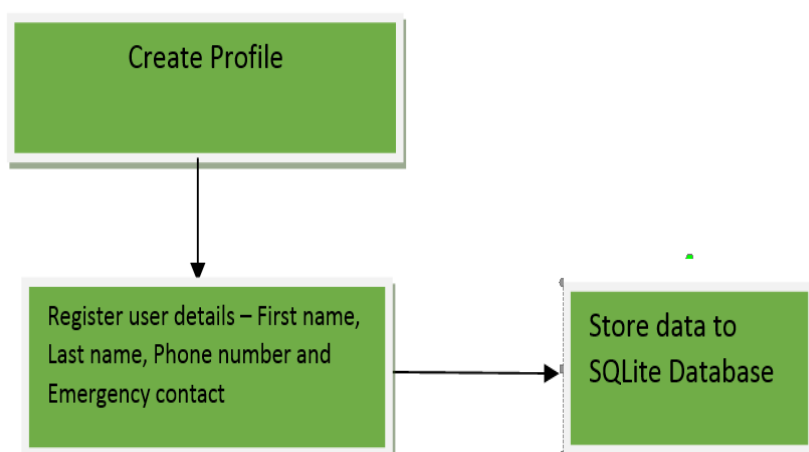 Create Profile
Register user details – First name,
Last name, Phone number and
Emergency contact
Store data to
SQLite Database